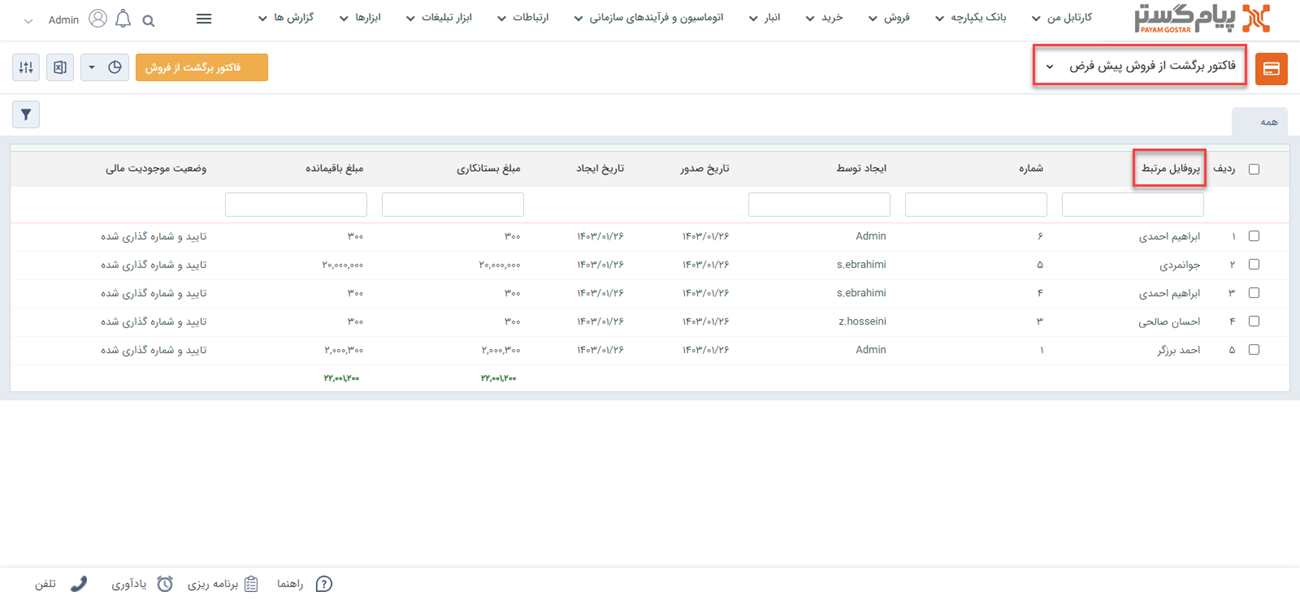 پیام گستر
PAYAM GOSTAR
کارتابل من
بانک یکپارچه
فروش
خرید
انبار
اتوماسیون و فرآیندهای سازمانی
ارتباطات
ابزار تبلیغات
ابزارها
گزارش ها
Admin
فاکتور برگشت از فروش پیش فرض
فاکتور برگشت از فروش
همه
ردیف پروفایل مرتبط شماره ایجاد توسط تاریخ صدور تاریخ ایجاد مبلغ بستانکاری مبلغ باقیمانده وضعیت موجودیت مالی
۱ ابراهیم احمدی ۶ Admin ۱۴۰۳/۰۱/۲۶ ۱۴۰۳/۰۱/۲۶ ۳۰۰ ۳۰۰ تایید و شماره گذاری شده
۲ جوانمردی ۵ s.ebrahimi ۱۴۰۳/۰۱/۲۶ ۱۴۰۳/۰۱/۲۶ ۲۰,۰۰۰,۰۰۰ ۲۰,۰۰۰,۰۰۰ تایید و شماره گذاری شده
۳ ابراهیم احمدی ۴ s.ebrahimi ۱۴۰۳/۰۱/۲۶ ۱۴۰۳/۰۱/۲۶ ۳۰۰ ۳۰۰ تایید و شماره گذاری شده
۴ احسان صالحی ۳ z.hosseini ۱۴۰۳/۰۱/۲۶ ۱۴۰۳/۰۱/۲۶ ۳۰۰ ۳۰۰ تایید و شماره گذاری شده
۵ احمد برزگر ۱ Admin ۱۴۰۳/۰۱/۲۶ ۱۴۰۳/۰۱/۲۶ ۲,۰۰۰,۳۰۰ ۲,۰۰۰,۳۰۰ تایید و شماره گذاری شده
۲۲,۰۰۱,۲۰۰ ۲۲,۰۰۱,۲۰۰
راهنما
برنامه ریزی
یادآوری
تلفن